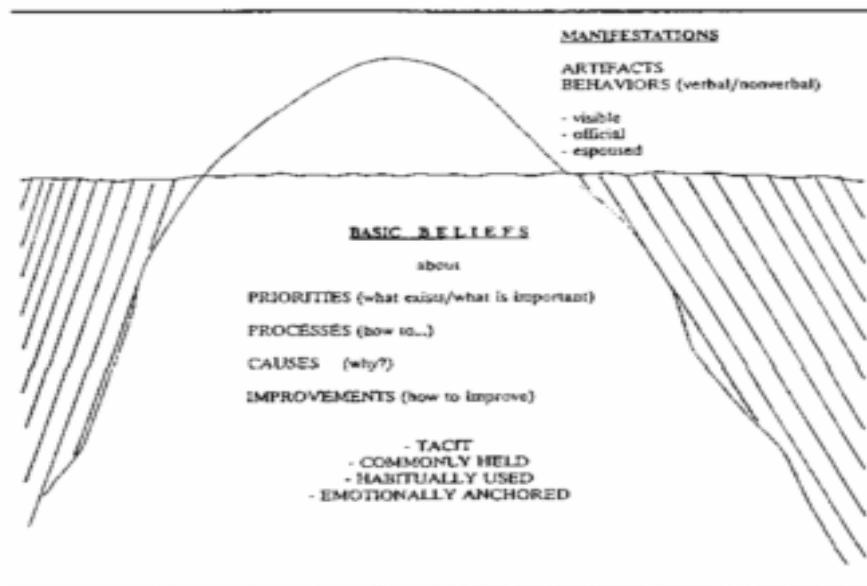 MANIFESTATIONS
ARTIFACTS
BEHAVIORS (verbal/nonverbal)
- visible
- official
- espoused
BASIC BELIEFS
about
PRIORITIES (what exists/what is important)
PROCESSES (how to...)
CAUSES (why?)
IMPROVEMENTS (how to improve)
- TACIT
- COMMONLY HELD
- HABITUALLY USED
- EMOTIONALLY ANCHORED